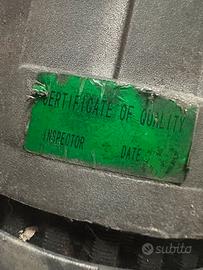 CERTIFICATE OF QUALITY
INSPECTOR DATE
subito